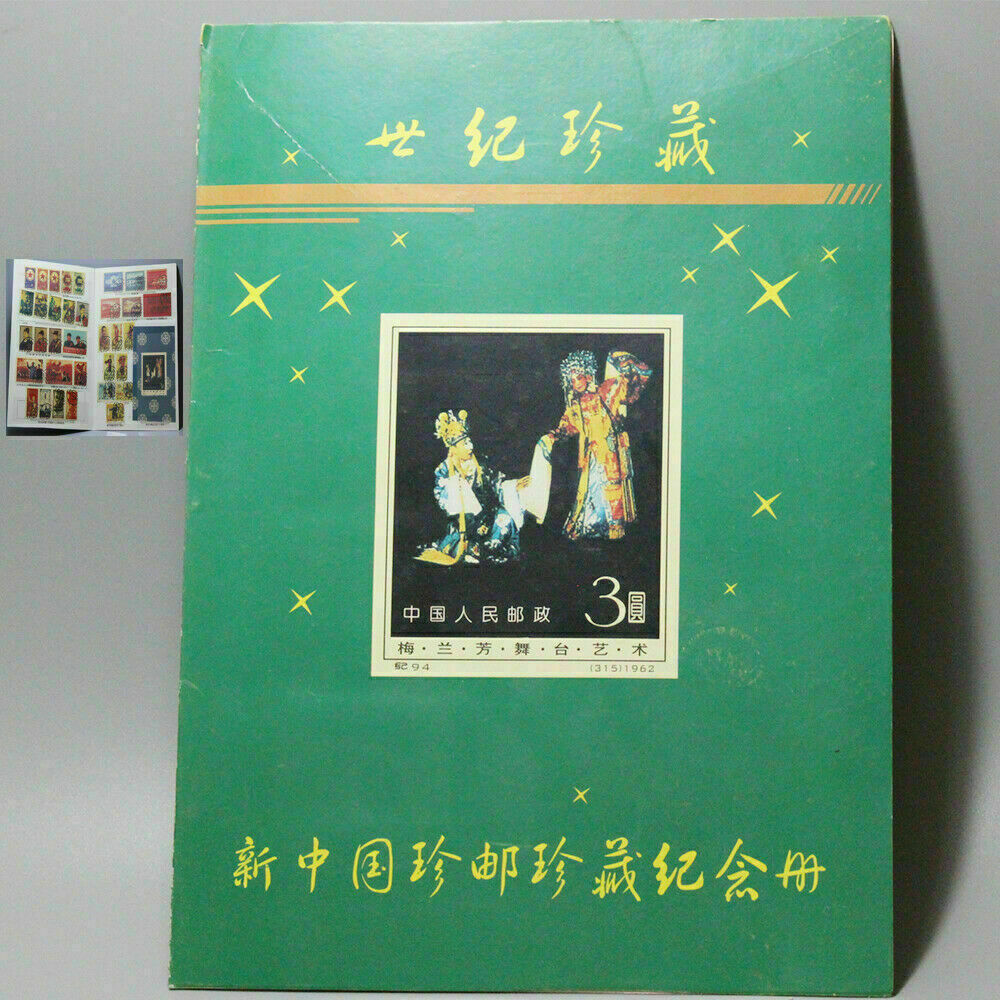 世纪珍藏
中国人民邮政 3圆
梅·兰·芳·舞·台·艺·术
纪94 (315)1962
新中国珍邮珍藏纪念册